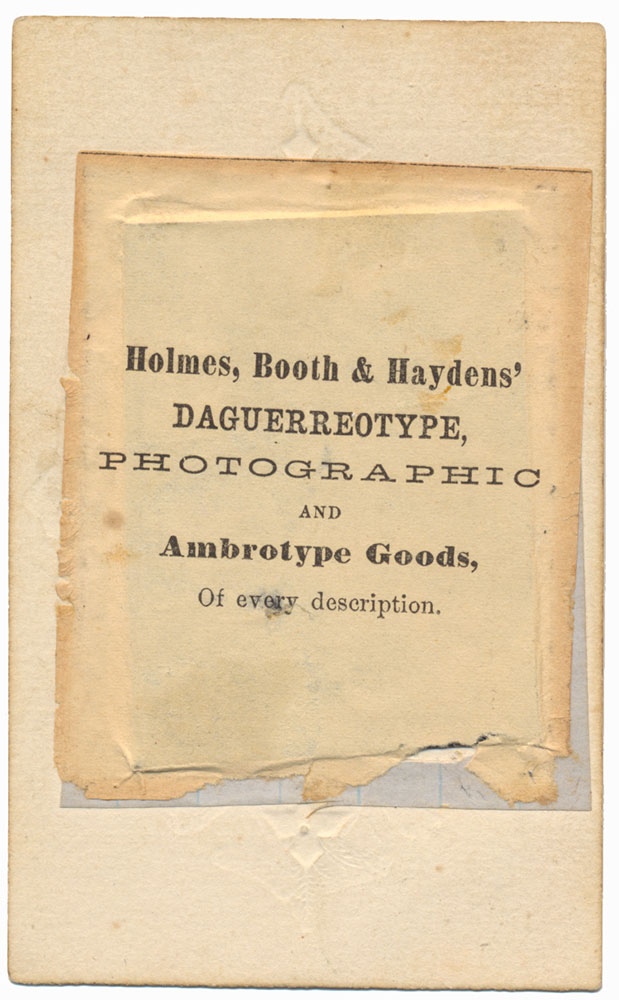 Holmes, Booth & Haydens'
DAGUERREOTYPE,
PHOTOGRAPHIC
AND
Ambrotype Goods,
Of every description.